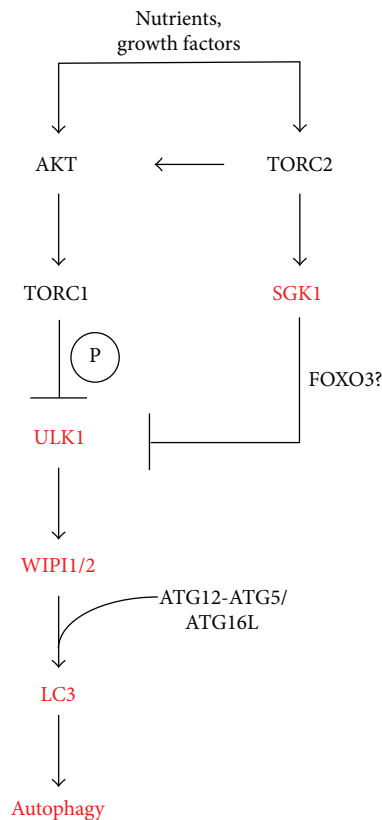 Nutrients,
growth factors
AKT
TORC2
TORC1
SGK1
P
FOXO3?
ULK1
WIPI1/2
ATG12-ATG5/
ATG16L
LC3
Autophagy